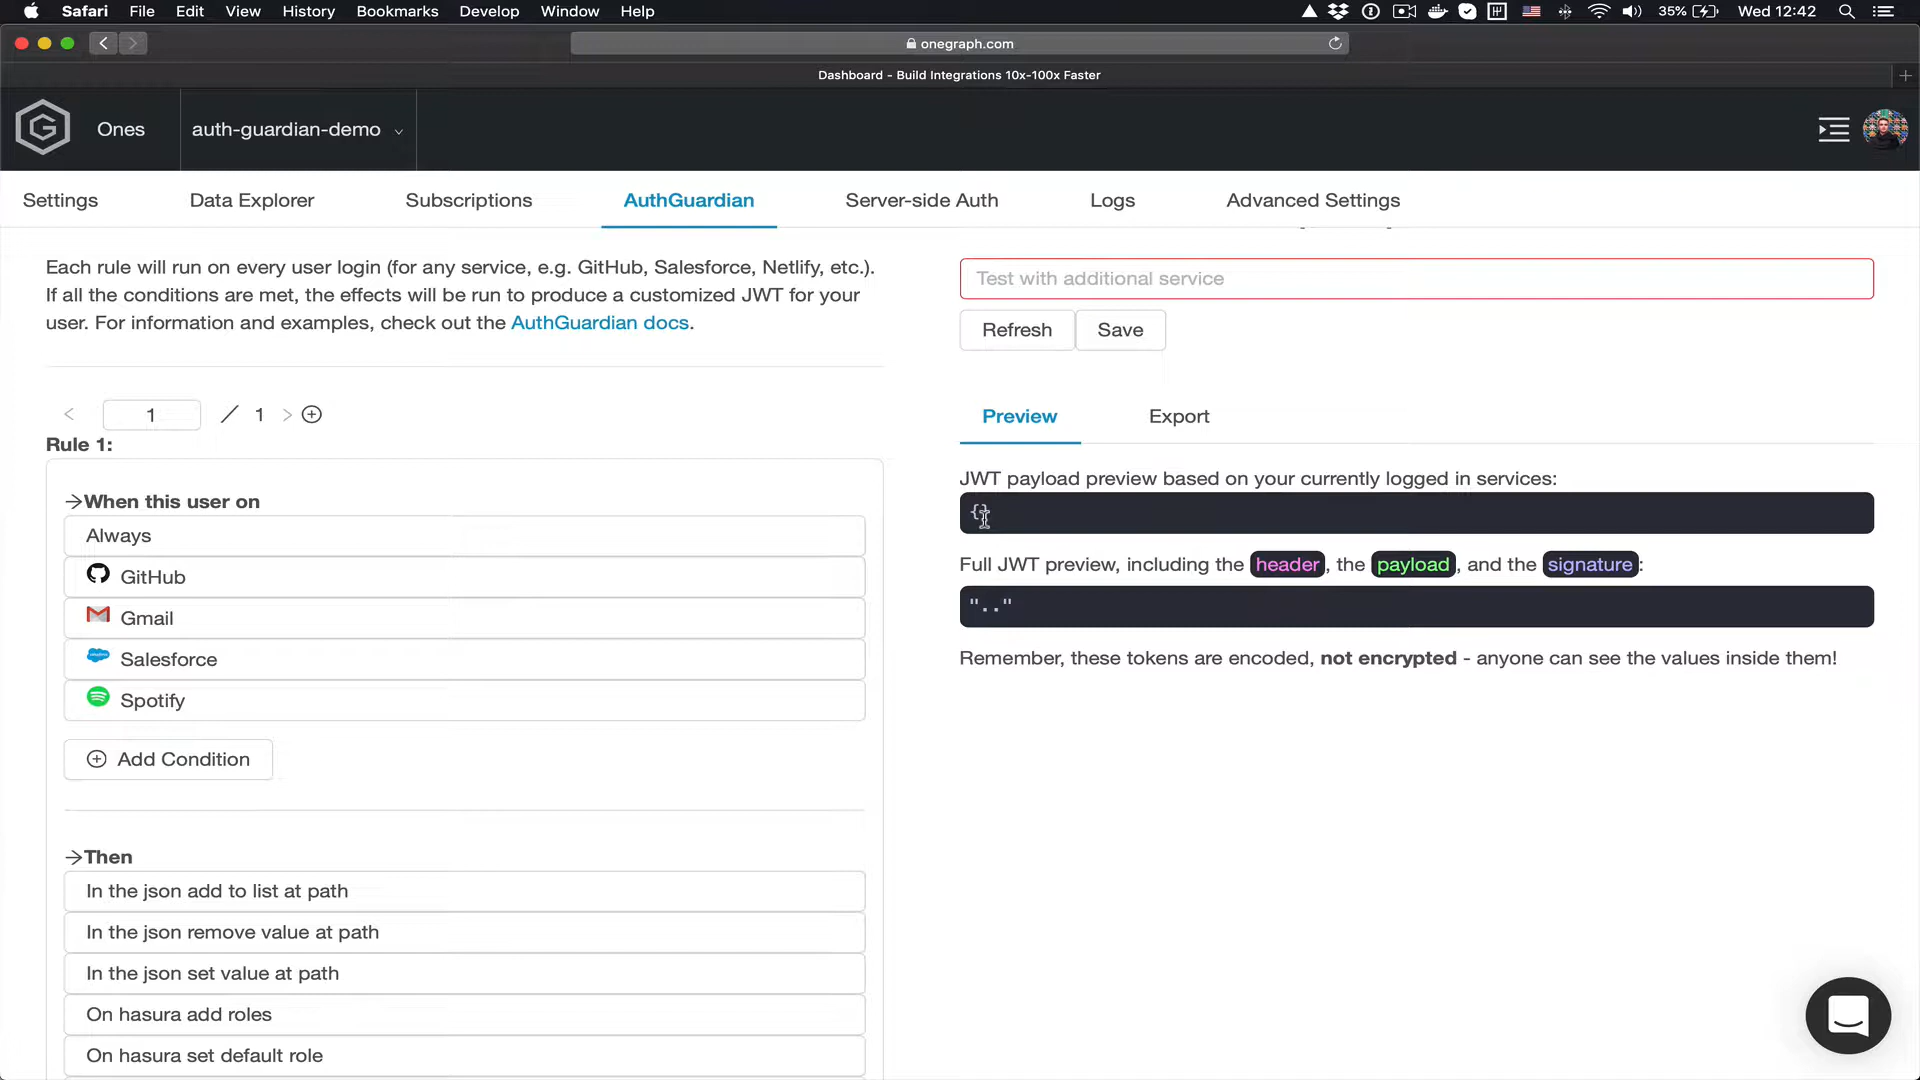 Safari File Edit View History Bookmarks Develop Window Help 35% Wed 12:42
onegraph.com
Dashboard - Build Integrations 10x-100x Faster
Ones auth-guardian-demo
Settings Data Explorer Subscriptions AuthGuardian Server-side Auth Logs Advanced Settings
Each rule will run on every user login (for any service, e.g. GitHub, Salesforce, Netlify, etc.).
If all the conditions are met, the effects will be run to produce a customized JWT for your
user. For information and examples, check out the AuthGuardian docs.
1 / 1
Rule 1:
When this user on
Always
GitHub
Gmail
Salesforce
Spotify
Add Condition
Then
In the json add to list at path
In the json remove value at path
In the json set value at path
On hasura add roles
On hasura set default role
Test with additional service
Refresh Save
Preview Export
JWT payload preview based on your currently logged in services:
{}
Full JWT preview, including the header, the payload, and the signature:
".."
Remember, these tokens are encoded, not encrypted - anyone can see the values inside them!